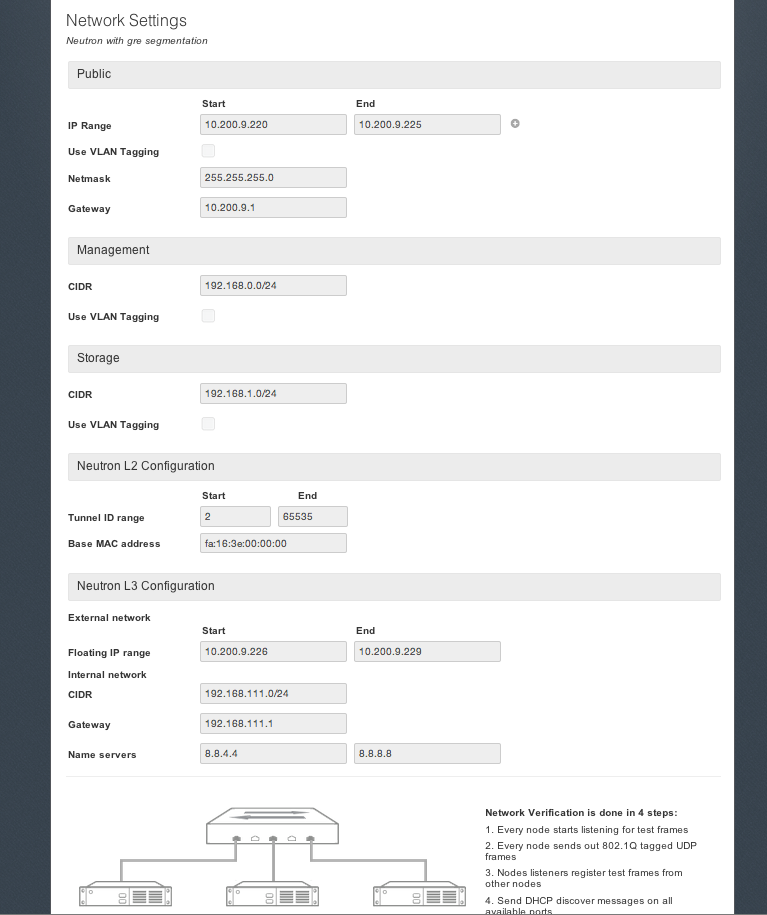 Network Settings
Neutron with gre segmentation
Public
Start End
IP Range 10.200.9.220 10.200.9.225
Use VLAN Tagging
Netmask 255.255.255.0
Gateway 10.200.9.1
Management
CIDR 192.168.0.0/24
Use VLAN Tagging
Storage
CIDR 192.168.1.0/24
Use VLAN Tagging
Neutron L2 Configuration
Start End
Tunnel ID range 2 65535
Base MAC address fa:16:3e:00:00:00
Neutron L3 Configuration
External network
Start End
Floating IP range 10.200.9.226 10.200.9.229
Internal network
CIDR 192.168.111.0/24
Gateway 192.168.111.1
Name servers 8.8.4.4 8.8.8.8
Network Verification is done in 4 steps:
1. Every node starts listening for test frames
2. Every node sends out 802.1Q tagged UDP
frames
3. Nodes listeners register test frames from
other nodes
4. Send DHCP discover messages on all
available ports